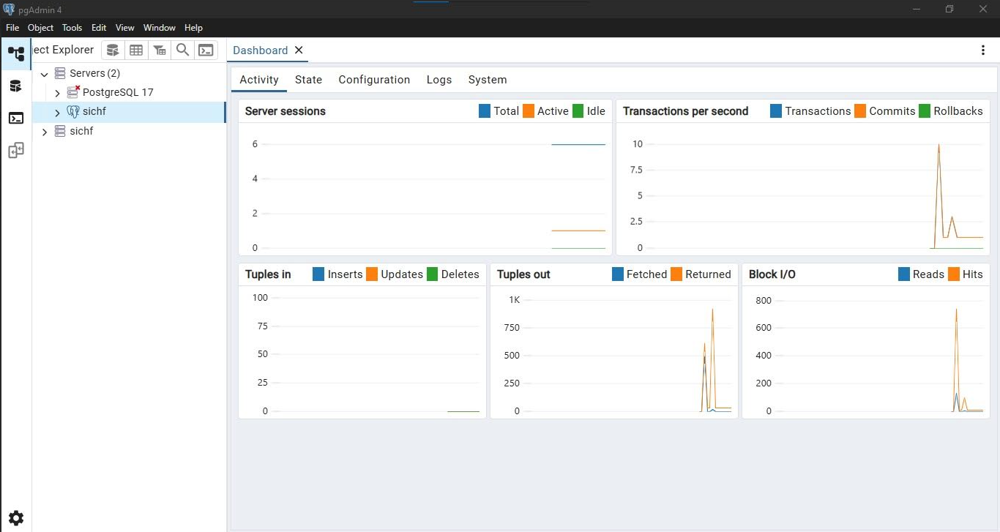 pgAdmin 4
File Object Tools Edit View Window Help
ject Explorer
Dashboard
Servers (2)
PostgreSQL 17
sichf
sichf
Activity State Configuration Logs System
Server sessions
Total Active Idle
6
4
2
0
Transactions per second
Transactions Commits Rollbacks
10
7.5
5
2.5
0
Tuples in
Inserts Updates Deletes
100
75
50
25
0
Tuples out
Fetched Returned
1K
750
500
250
0
Block I/O
Reads Hits
800
600
400
200
0